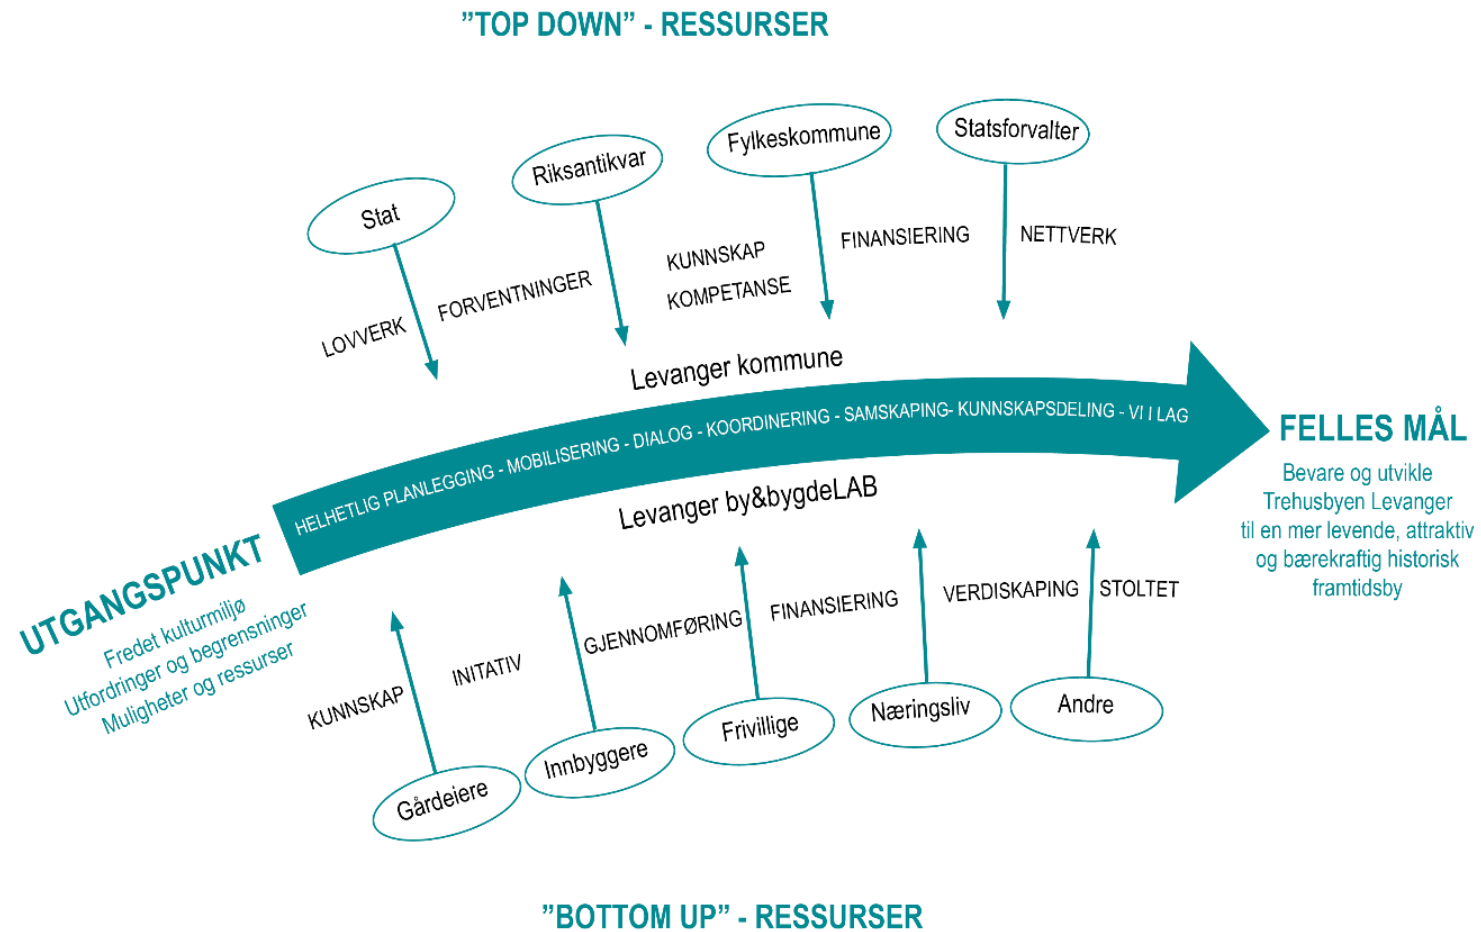 ”TOP DOWN” - RESSURSER
Stat
Riksantikvar
Fylkeskommune
Statsforvalter
LOVVERK
FORVENTNINGER
KUNNSKAP
KOMPETANSE
FINANSIERING
NETTVERK
Levanger kommune
HELHETLIG PLANLEGGING - MOBILISERING - DIALOG - KOORDINERING - SAMSKAPING- KUNNSKAPSDELING - VI I LAG
Levanger by&bygdeLAB
UTGANGSPUNKT
Fredet kulturmiljø
Utfordringer og begrensninger
Muligheter og ressurser
FELLES MÅL
Bevare og utvikle
Trehusbyen Levanger
til en mer levende, attraktiv
og bærekraftig historisk
framtidsby
KUNNSKAP
INITATIV
GJENNOMFØRING
FINANSIERING
VERDISKAPING
STOLTET
Gårdeiere
Innbyggere
Frivillige
Næringsliv
Andre
”BOTTOM UP” - RESSURSER